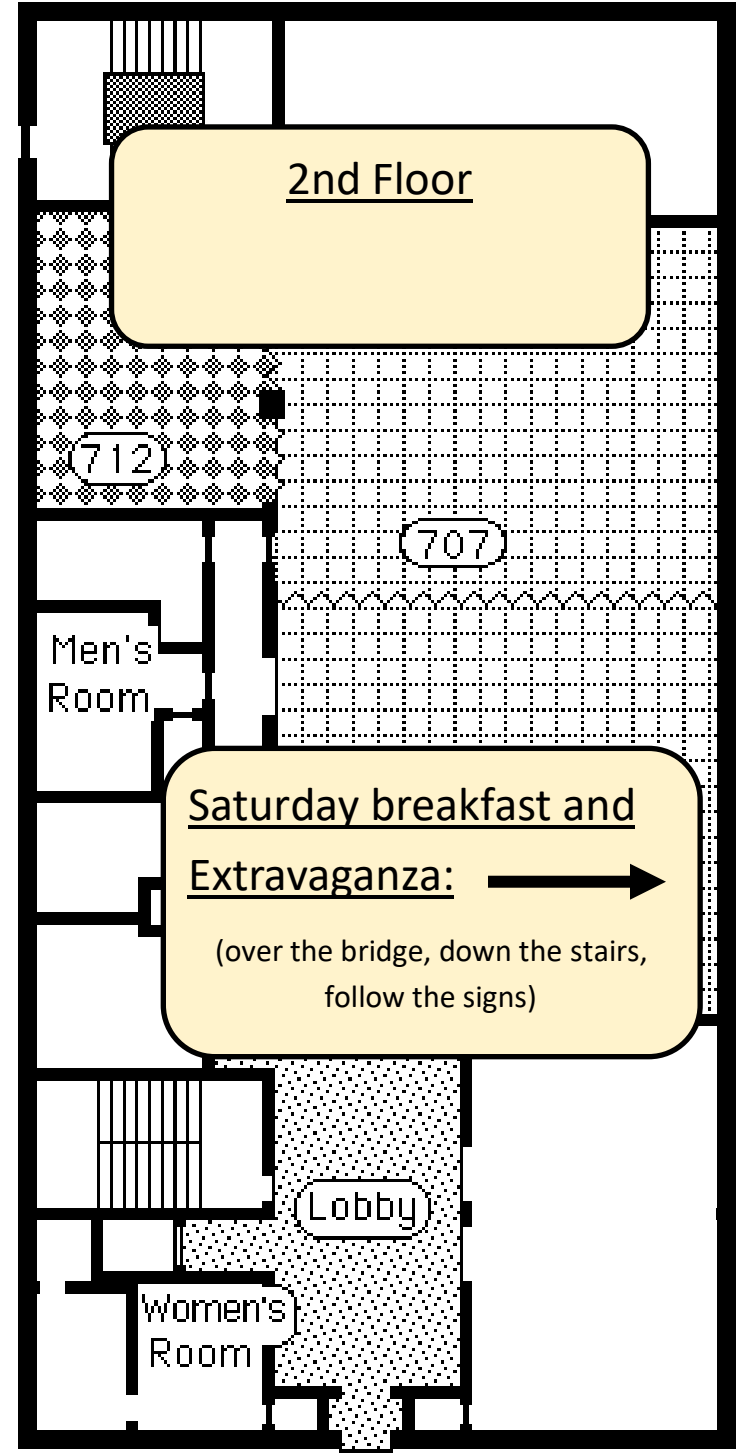 2nd Floor
712
707
Men's
Room
Saturday breakfast and
Extravaganza:
(over the bridge, down the stairs,
follow the signs)
Lobby
Women's
Room